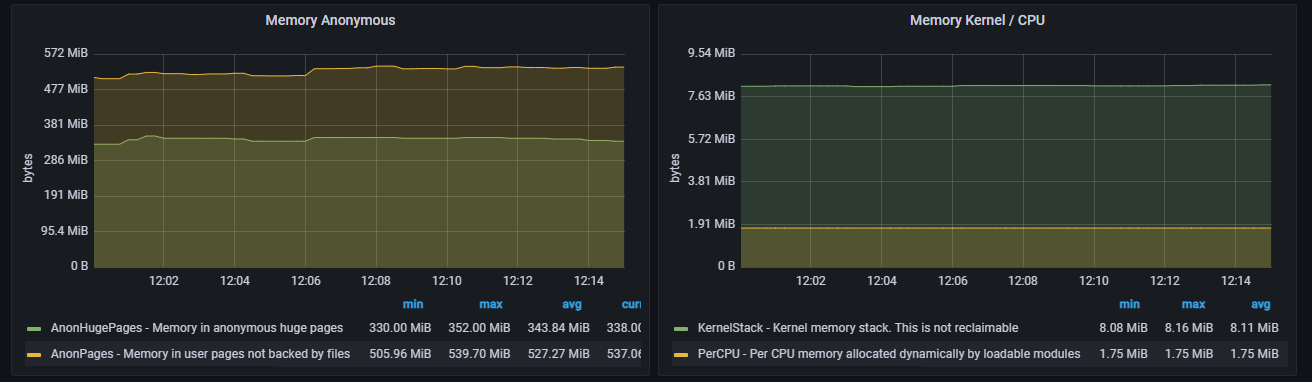 Memory Anonymous
572 MiB
477 MiB
381 MiB
286 MiB
191 MiB
95.4 MiB
0 B
bytes
12:02 12:04 12:06 12:08 12:10 12:12 12:14
min max avg curr
AnonHugePages - Memory in anonymous huge pages 330.00 MiB 352.00 MiB 343.84 MiB 338.00
AnonPages - Memory in user pages not backed by files 505.96 MiB 539.70 MiB 527.27 MiB 537.06
Memory Kernel / CPU
9.54 MiB
7.63 MiB
5.72 MiB
3.81 MiB
1.91 MiB
0 B
bytes
12:02 12:04 12:06 12:08 12:10 12:12 12:14
min max avg
KernelStack - Kernel memory stack. This is not reclaimable 8.08 MiB 8.16 MiB 8.11 MiB
PerCPU - Per CPU memory allocated dynamically by loadable modules 1.75 MiB 1.75 MiB 1.75 MiB